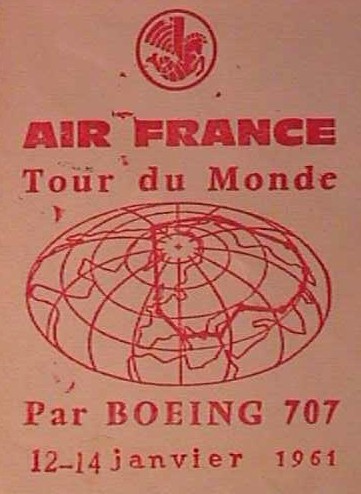 AIR FRANCE
Tour du Monde
Par BOEING 707
12-14 janvier 1961